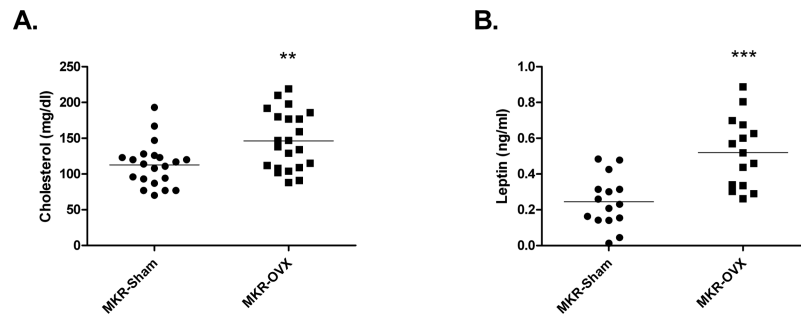 A.
**
250
200
150
100
50
0
Cholesterol (mg/dl)
MKR-Sham
MKR-OVX
B.
***
1.0
0.8
0.6
0.4
0.2
0.0
Leptin (ng/ml)
MKR-Sham
MKR-OVX